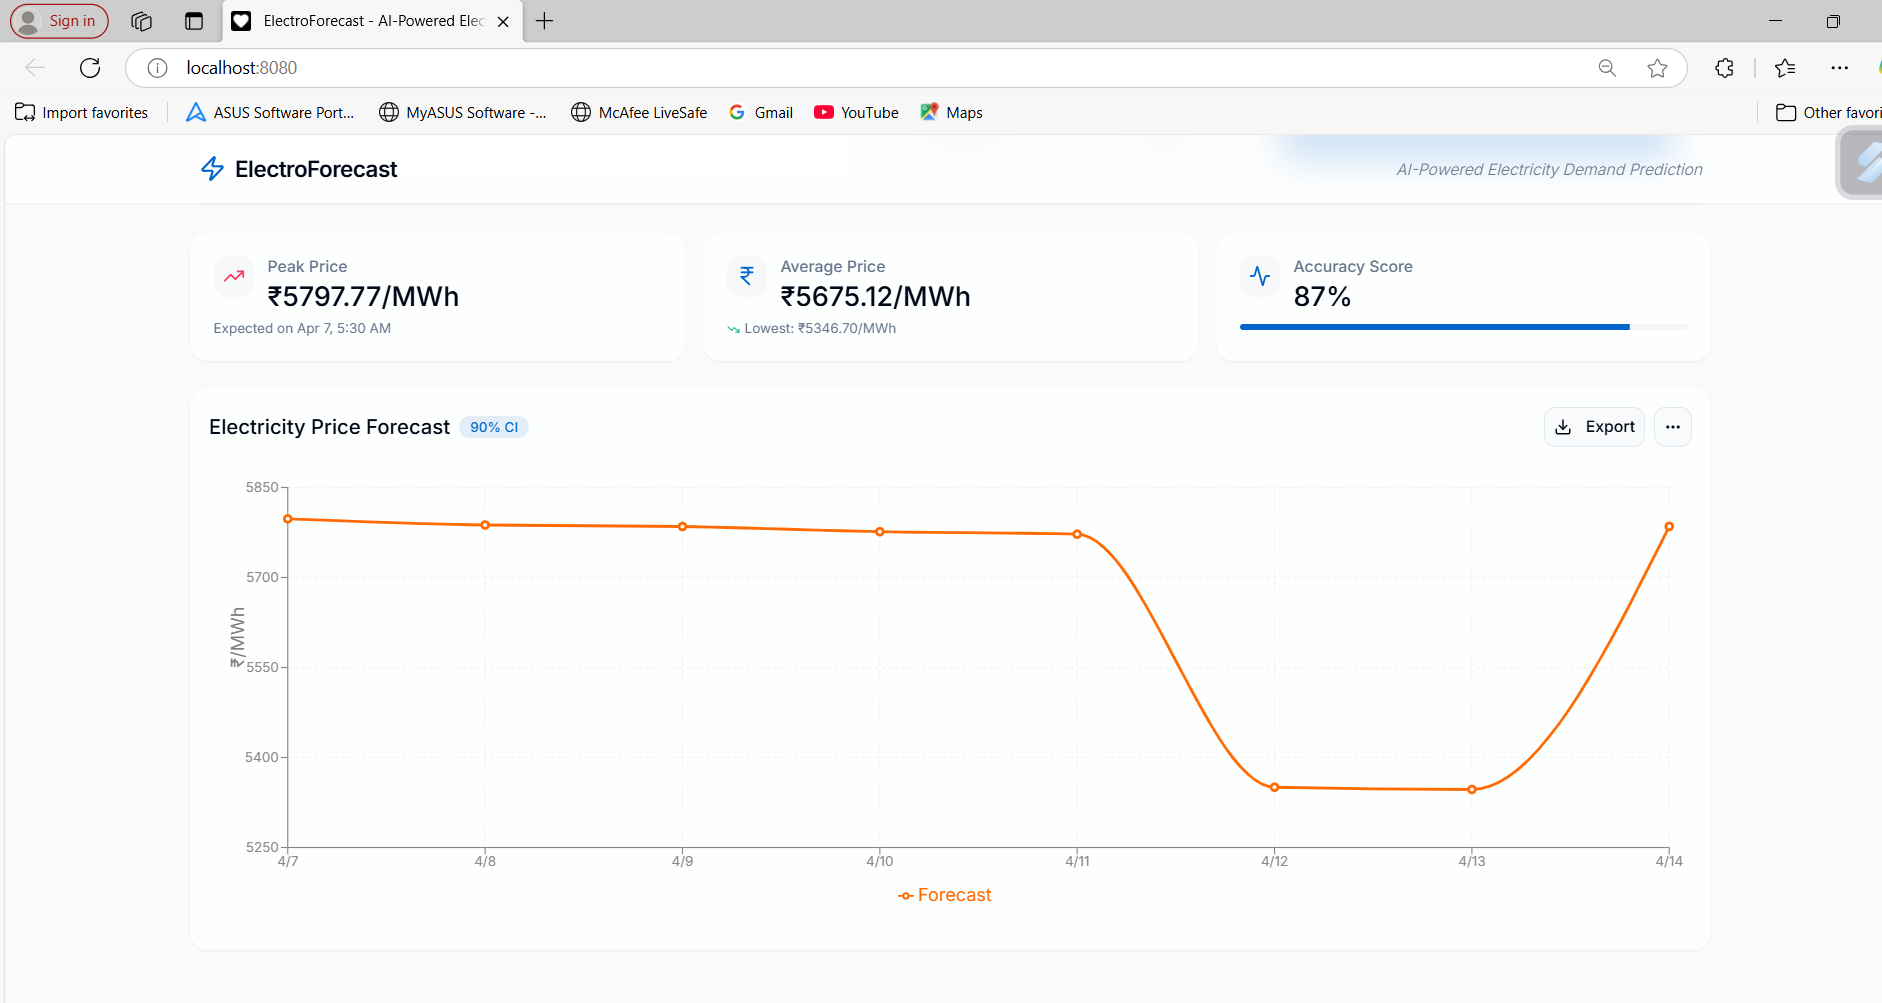 Sign in
ElectroForecast - AI-Powered Elec
localhost:8080
Import favorites
ASUS Software Port...
MyASUS Software -...
McAfee LiveSafe
Gmail
YouTube
Maps
Other favori
ElectroForecast
AI-Powered Electricity Demand Prediction
Peak Price
₹5797.77/MWh
Expected on Apr 7, 5:30 AM
₹
Average Price
₹5675.12/MWh
Lowest: ₹5346.70/MWh
Accuracy Score
87%
Electricity Price Forecast
90% CI
Export
5850
5700
5550
5400
5250
₹/MWh
4/7
4/8
4/9
4/10
4/11
4/12
4/13
4/14
Forecast